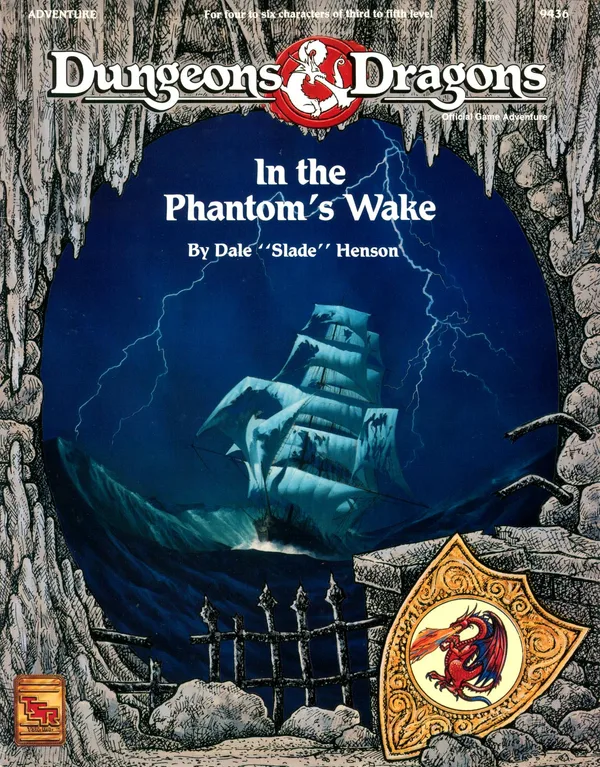 ADVENTURE
For four to six characters of third to fifth level
9436
Dungeons & Dragons
Official Game Adventure
In the
Phantom's Wake
By Dale ‘‘Slade’’ Henson
TSR